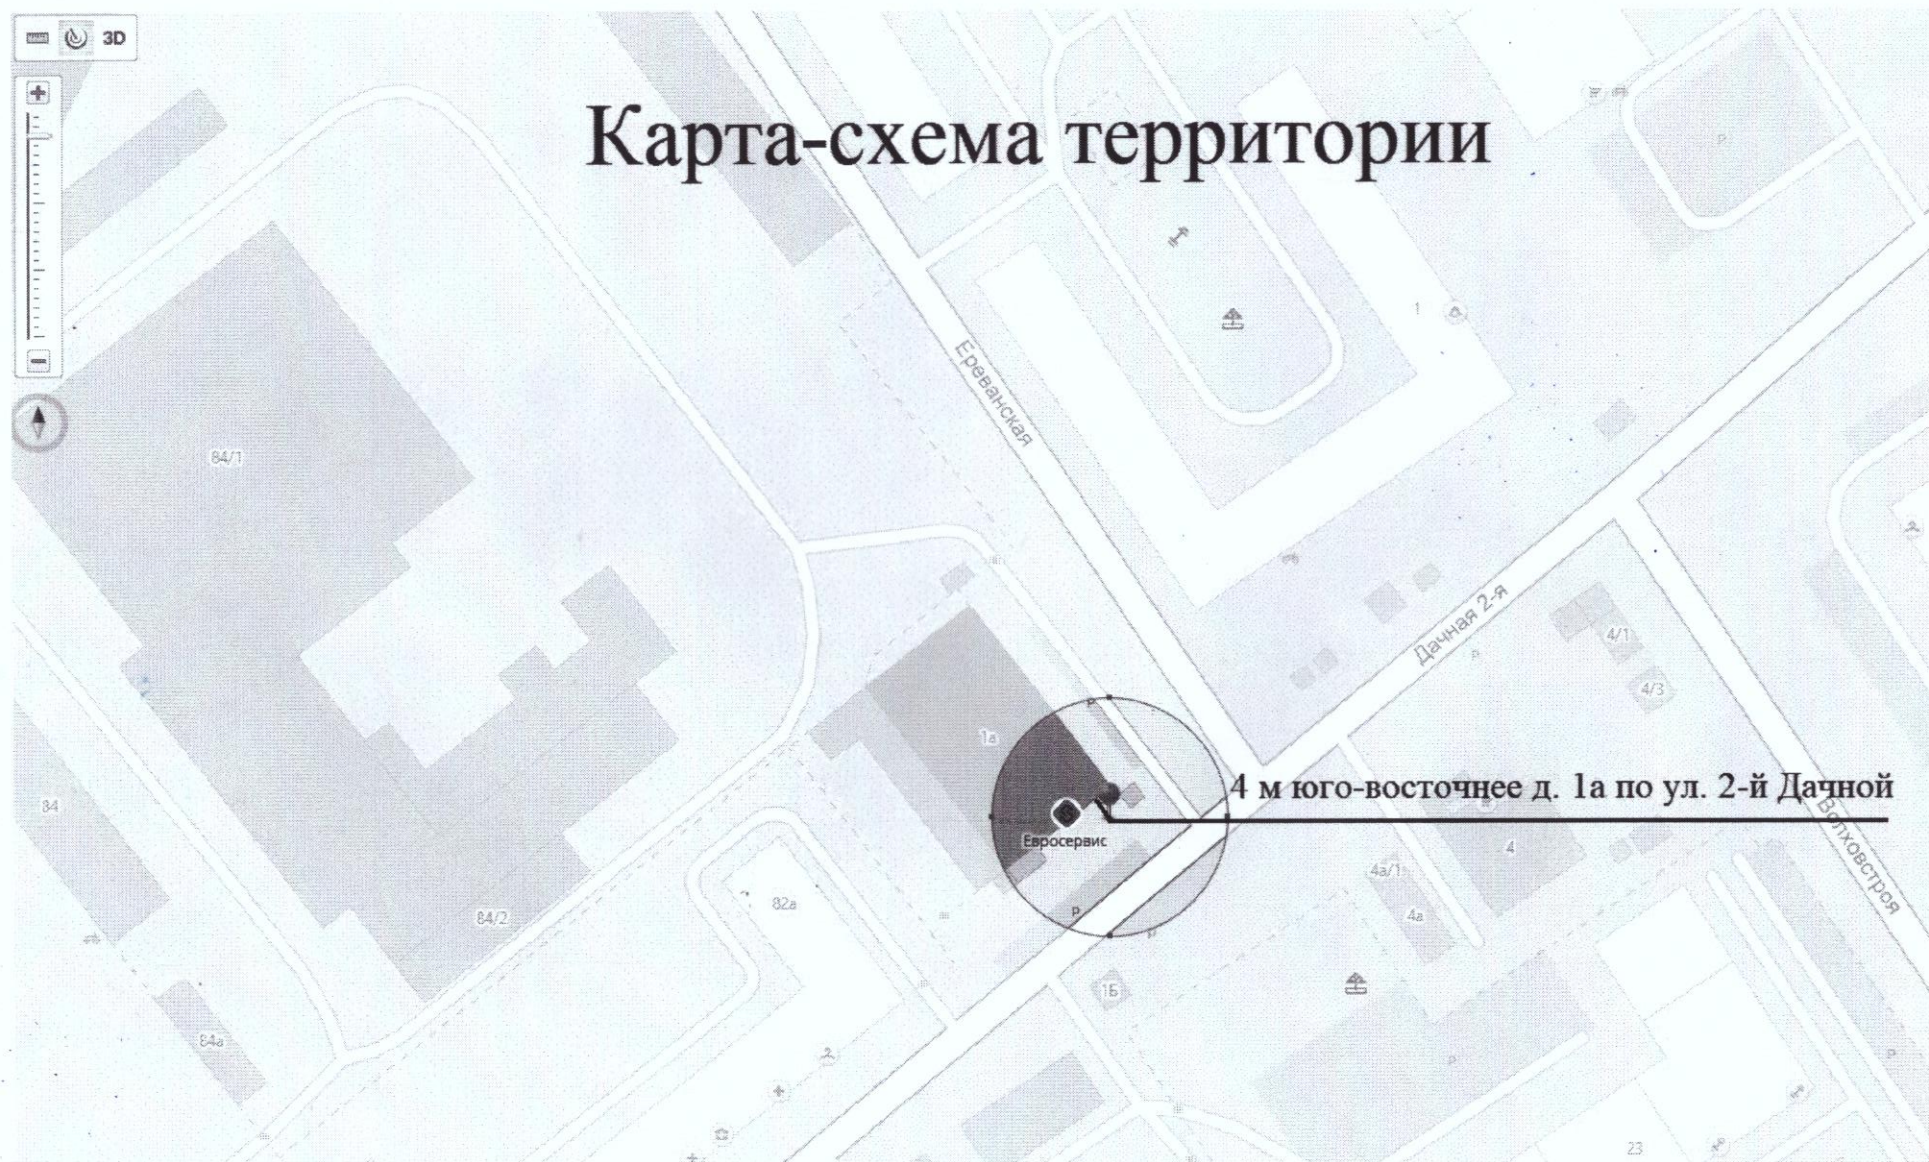 3D
Карта-схема территории
Ереванская
1
84/1
Дачная 2-я
P
4/1
4/3
1а
P
4 м юго-восточнее д. 1а по ул. 2-й Дачной
84
Евросервис
Волховстроя
4
4а/1
82а
84/2
P
4а
P
1Б
84а
P
P
23